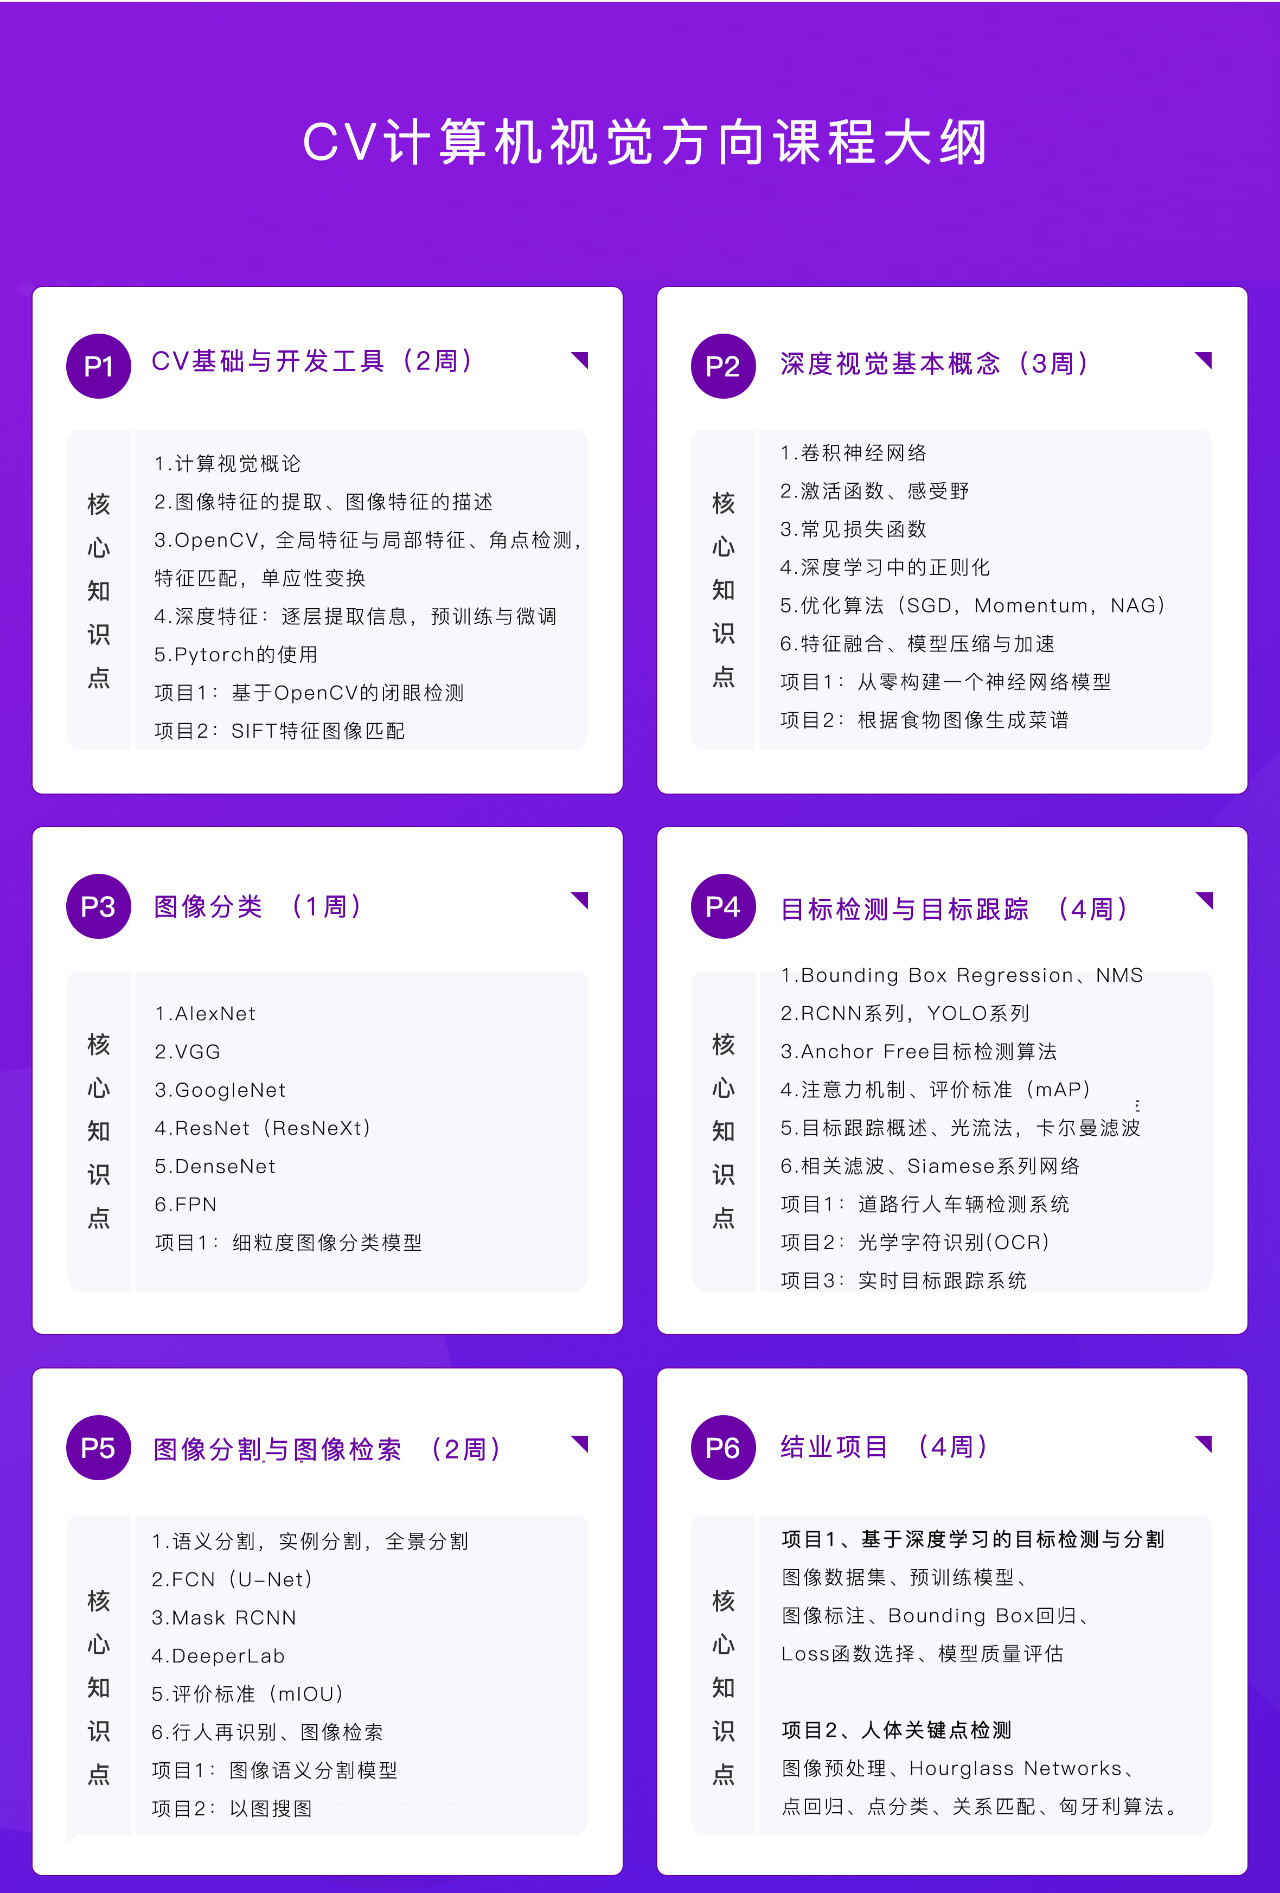 CV计算机视觉方向课程大纲
P1 CV基础与开发工具（2周）
核心知识点
1.计算视觉概论
2.图像特征的提取、图像特征的描述
3.OpenCV，全局特征与局部特征、角点检测，
特征匹配，单应性变换
4.深度特征：逐层提取信息，预训练与微调
5.Pytorch的使用
项目1：基于OpenCV的闭眼检测
项目2：SIFT特征图像匹配
P2 深度视觉基本概念（3周）
核心知识点
1.卷积神经网络
2.激活函数、感受野
3.常见损失函数
4.深度学习中的正则化
5.优化算法（SGD，Momentum，NAG）
6.特征融合、模型压缩与加速
项目1：从零构建一个神经网络模型
项目2：根据食物图像生成菜谱
P3 图像分类 （1周）
核心知识点
1.AlexNet
2.VGG
3.GoogleNet
4.ResNet（ResNeXt）
5.DenseNet
6.FPN
项目1：细粒度图像分类模型
P4 目标检测与目标跟踪 （4周）
核心知识点
1.Bounding Box Regression、NMS
2.RCNN系列，YOLO系列
3.Anchor Free目标检测算法
4.注意力机制、评价标准（mAP）
5.目标跟踪概述、光流法，卡尔曼滤波
6.相关滤波、Siamese系列网络
项目1：道路行人车辆检测系统
项目2：光学字符识别(OCR)
项目3：实时目标跟踪系统
P5 图像分割与图像检索 （2周）
核心知识点
1.语义分割，实例分割，全景分割
2.FCN（U-Net）
3.Mask RCNN
4.DeeperLab
5.评价标准（mIOU）
6.行人再识别、图像检索
项目1：图像语义分割模型
项目2：以图搜图
P6 结业项目 （4周）
核心知识点
项目1、基于深度学习的目标检测与分割
图像数据集、预训练模型、
图像标注、Bounding Box回归、
Loss函数选择、模型质量评估
项目2、人体关键点检测
图像预处理、Hourglass Networks、
点回归、点分类、关系匹配、匈牙利算法。